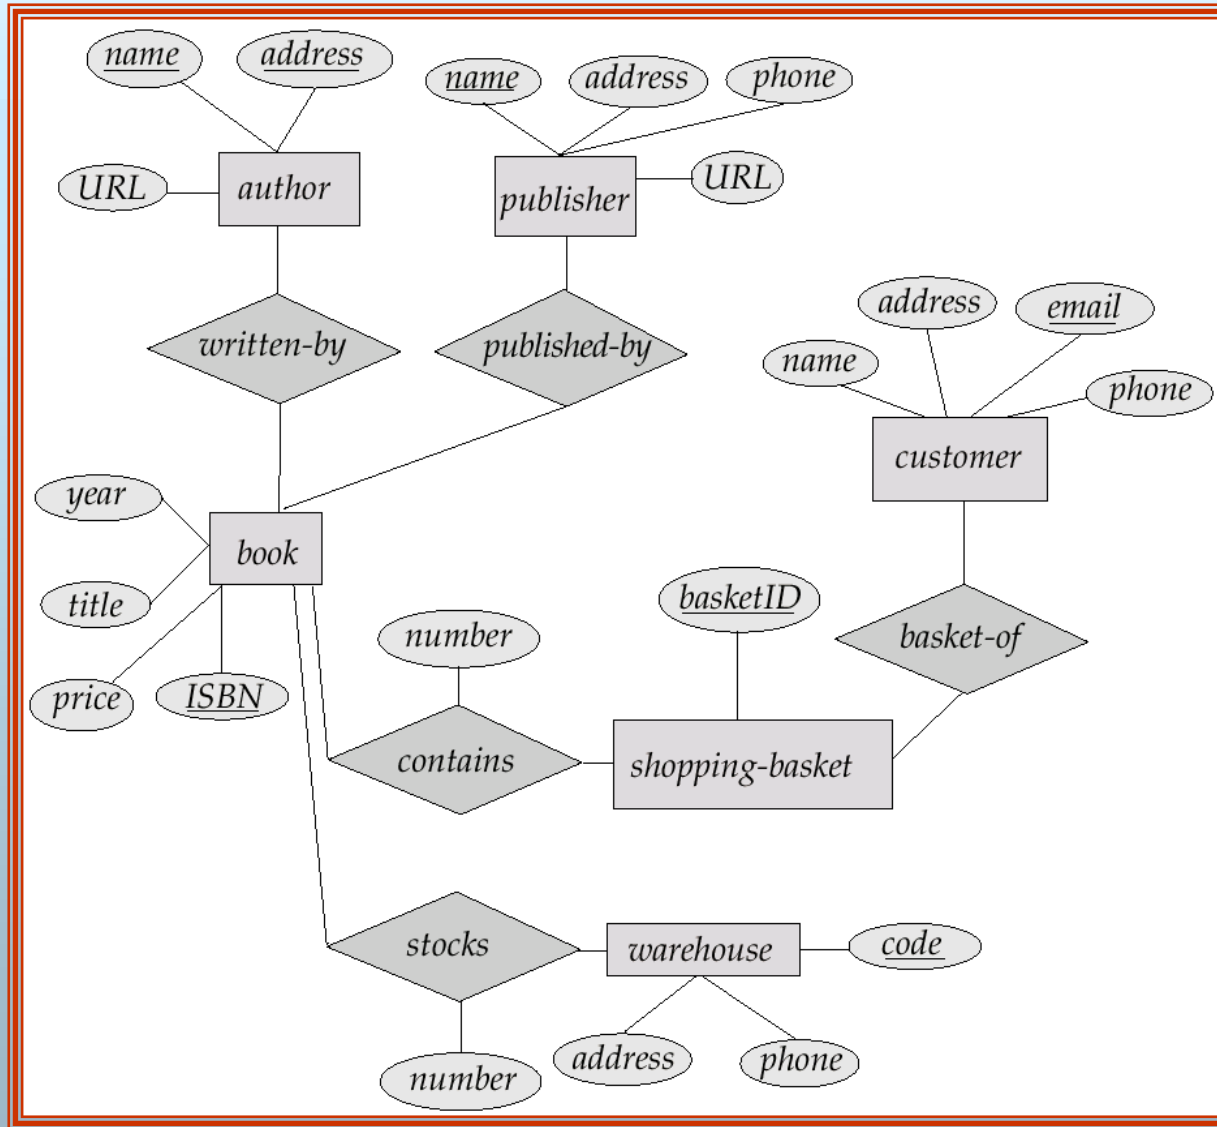 name
address
name
address
phone
URL
author
publisher
URL
written-by
published-by
address
email
name
phone
customer
year
book
title
price
ISBN
number
basketID
basket-of
contains
shopping-basket
stocks
warehouse
code
address
phone
number